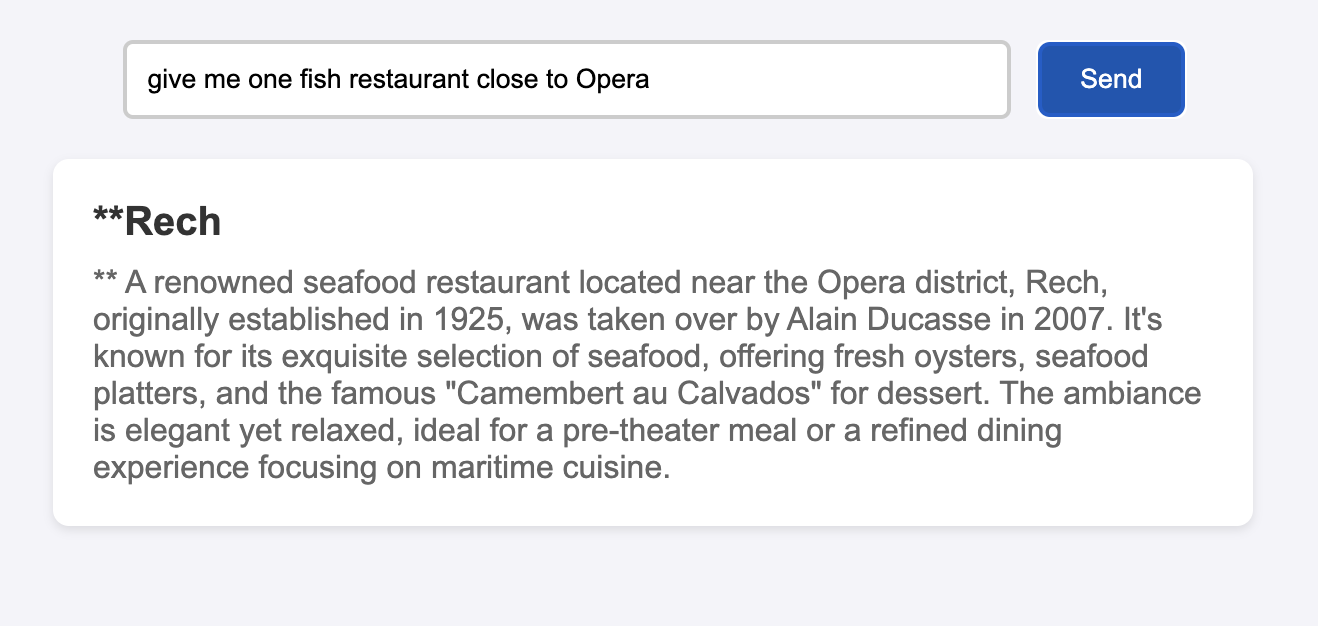 give me one fish restaurant close to Opera
Send
**Rech
** A renowned seafood restaurant located near the Opera district, Rech,
originally established in 1925, was taken over by Alain Ducasse in 2007. It's
known for its exquisite selection of seafood, offering fresh oysters, seafood
platters, and the famous "Camembert au Calvados" for dessert. The ambiance
is elegant yet relaxed, ideal for a pre-theater meal or a refined dining
experience focusing on maritime cuisine.